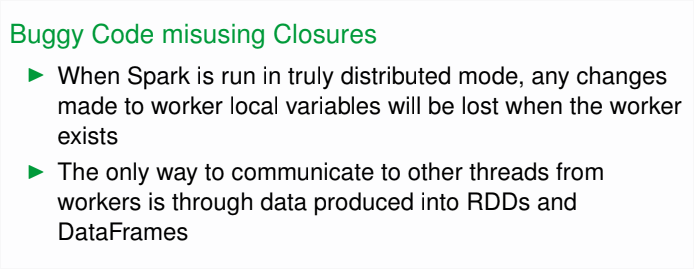 Buggy Code misusing Closures
When Spark is run in truly distributed mode, any changes
made to worker local variables will be lost when the worker
exists
The only way to communicate to other threads from
workers is through data produced into RDDs and
DataFrames